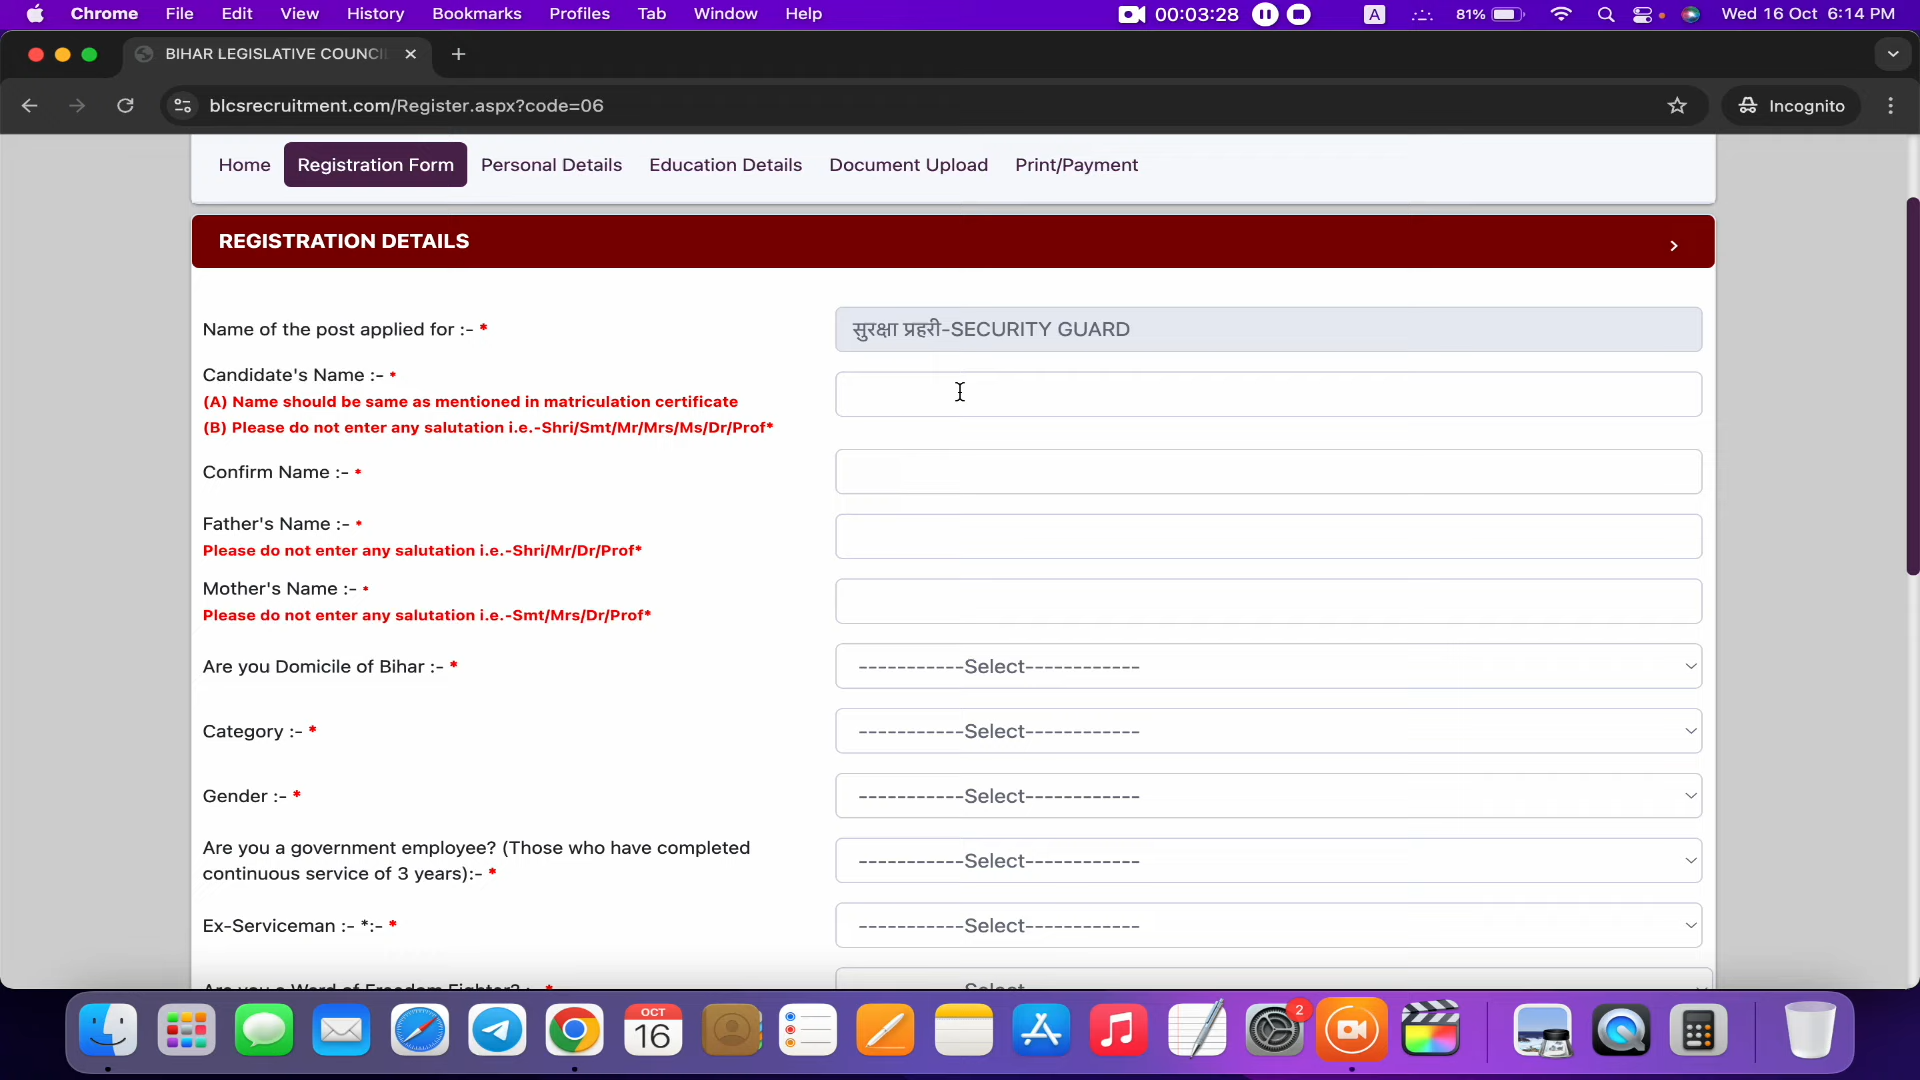 Chrome File Edit View History Bookmarks Profiles Tab Window Help 00:03:28 A 81% Wed 16 Oct 6:14 PM
BIHAR LEGISLATIVE COUNCI
blcsrecruitment.com/Register.aspx?code=06 Incognito
Home Registration Form Personal Details Education Details Document Upload Print/Payment
REGISTRATION DETAILS
Name of the post applied for :- * सुरक्षा प्रहरी-SECURITY GUARD
Candidate's Name :- *
(A) Name should be same as mentioned in matriculation certificate
(B) Please do not enter any salutation i.e.-Shri/Smt/Mr/Mrs/Ms/Dr/Prof*
Confirm Name :- *
Father's Name :- *
Please do not enter any salutation i.e.-Shri/Mr/Dr/Prof*
Mother's Name :- *
Please do not enter any salutation i.e.-Smt/Mrs/Dr/Prof*
Are you Domicile of Bihar :- * -----------Select------------
Category :- * -----------Select------------
Gender :- * -----------Select------------
Are you a government employee? (Those who have completed
continuous service of 3 years):- * -----------Select------------
Ex-Serviceman :- *:- * -----------Select------------
Are you a Word of Freedom Fighter? :- * -----------Select------------
OCT
16
2